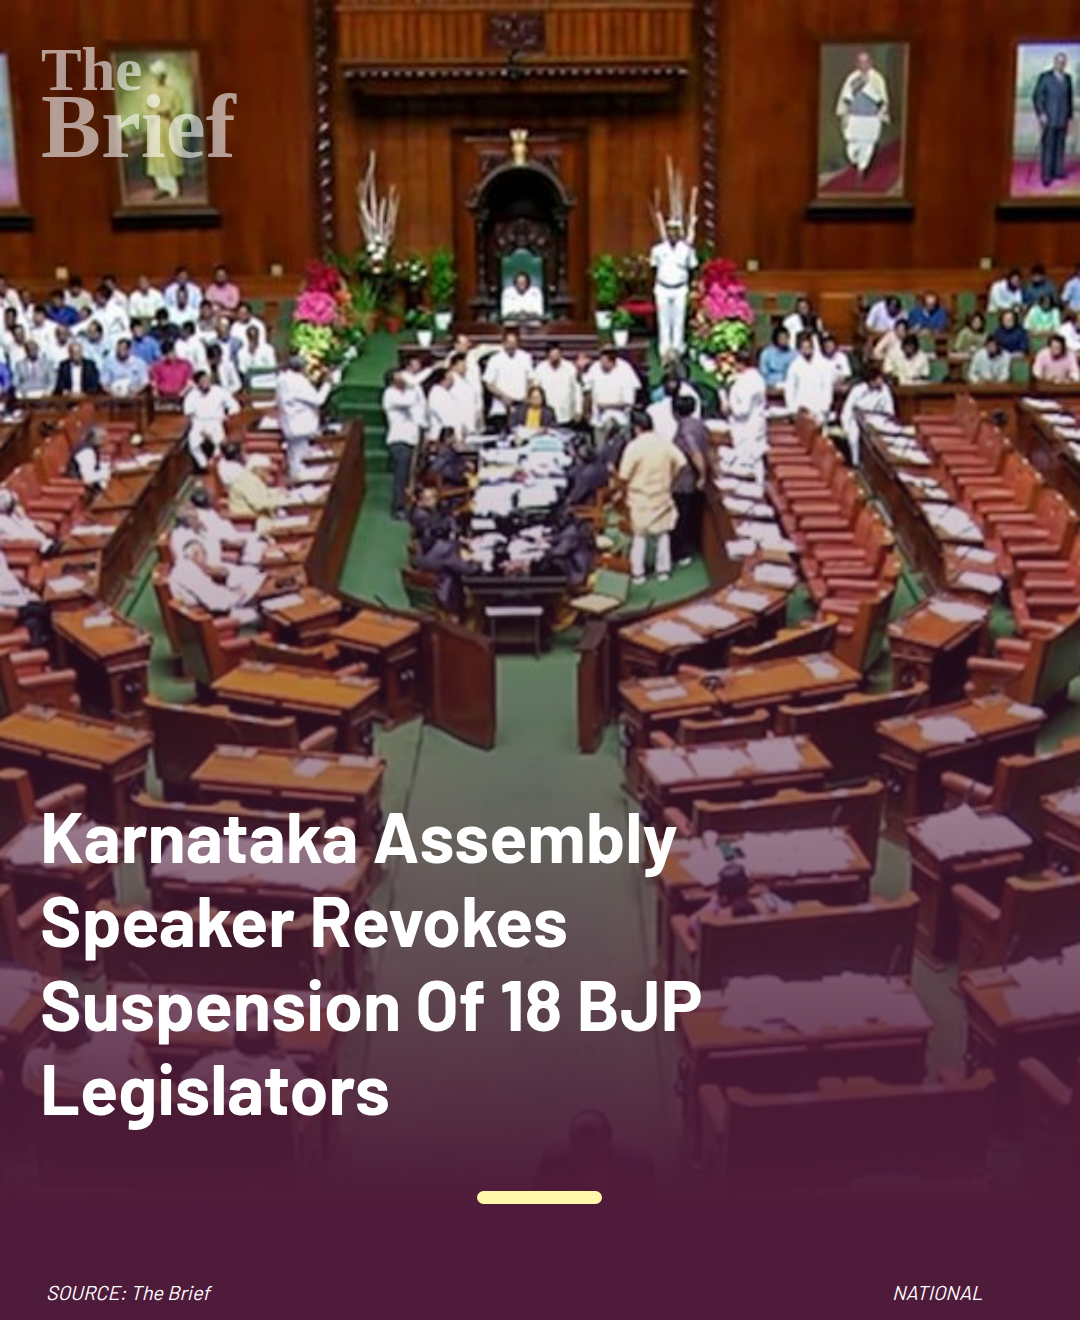 The
Brief
Karnataka Assembly
Speaker Revokes
Suspension Of 18 BJP
Legislators
SOURCE: The Brief
NATIONAL